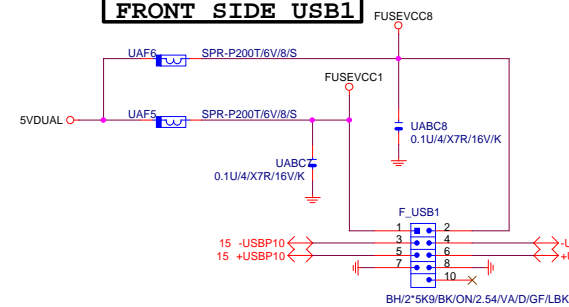 FRONT SIDE USB1
FUSEVCC8
UAF6 SPR-P200T/6V/8/S
FUSEVCC1
5VDUAL
UAF5 SPR-P200T/6V/8/S
UABC8
0.1U/4/X7R/16V/K
UABC7
0.1U/4/X7R/16V/K
F_USB1
1 2
15 -USBP10 3 4
15 +USBP10 5 6
7 8
10
BH/2*5K9/BK/ON/2.54/VA/D/GF/LBK